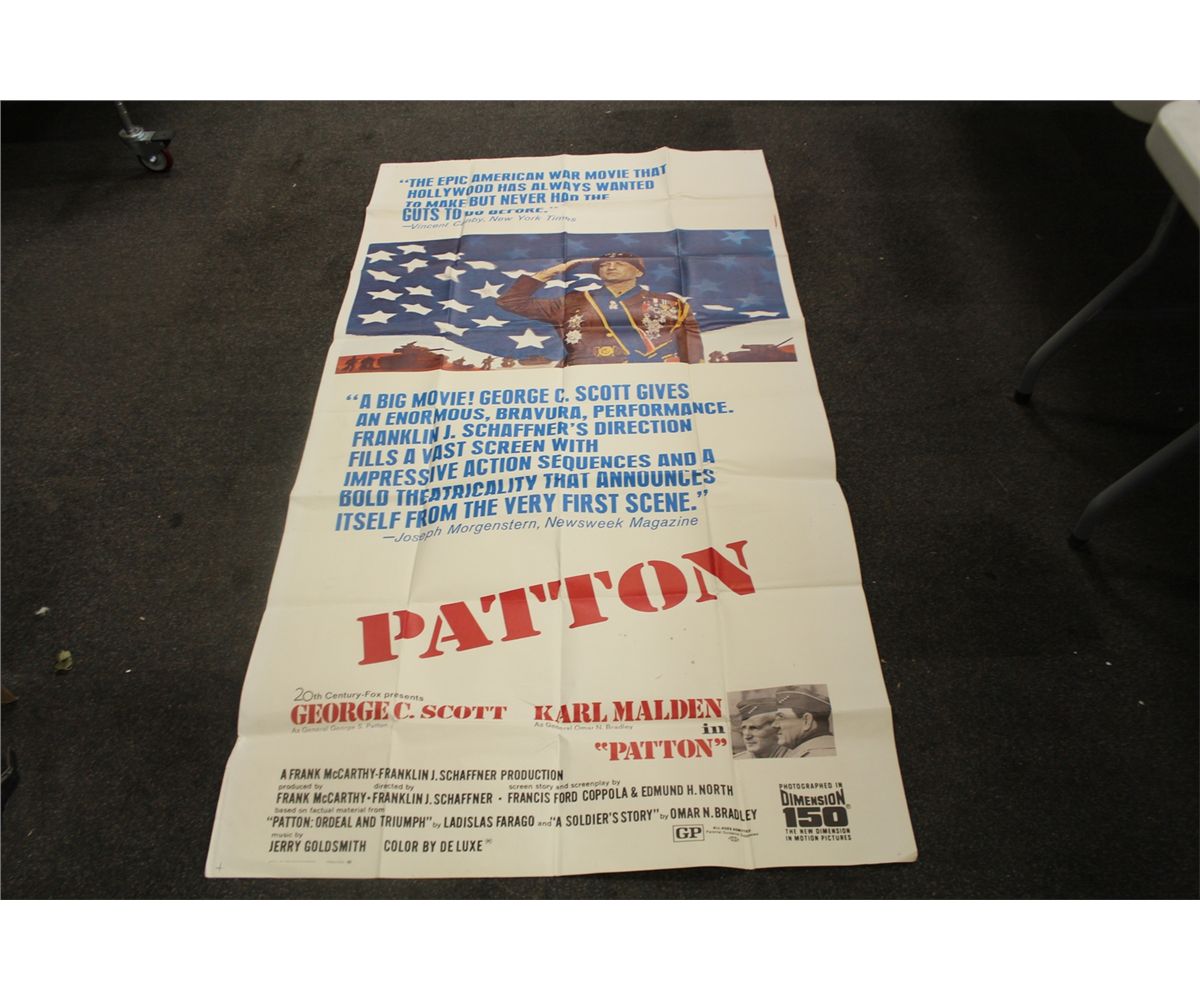 “THE EPIC AMERICAN WAR MOVIE THAT
HOLLYWOOD HAS ALWAYS WANTED
TO MAKE BUT NEVER HAD THE
GUTS TO DO BEFORE.”
—Vincent Canby, New York Times
“A BIG MOVIE! GEORGE C. SCOTT GIVES
AN ENORMOUS, BRAVURA, PERFORMANCE.
FRANKLIN J. SCHAFFNER’S DIRECTION
FILLS A VAST SCREEN WITH
IMPRESSIVE ACTION SEQUENCES AND A
BOLD THEATRICALITY THAT ANNOUNCES
ITSELF FROM THE VERY FIRST SCENE.”
—Joseph Morgenstern, Newsweek Magazine
PATTON
20th Century-Fox presents
GEORGE C. SCOTT KARL MALDEN
As General George S. Patton As General Omar N. Bradley
in
“PATTON”
A FRANK McCARTHY-FRANKLIN J. SCHAFFNER PRODUCTION
produced by directed by screen story and screenplay by
FRANK McCARTHY · FRANKLIN J. SCHAFFNER · FRANCIS FORD COPPOLA & EDMUND H. NORTH
based on factual material from
"PATTON: ORDEAL AND TRIUMPH" by LADISLAS FARAGO and "A SOLDIER'S STORY" by OMAR N. BRADLEY
music by
JERRY GOLDSMITH COLOR BY DE LUXE®
GP ALL AGES ADMITTED
Parental Guidance Suggested
PHOTOGRAPHED IN
DIMENSION
150®
THE NEW DIMENSION
IN MOTION PICTURES